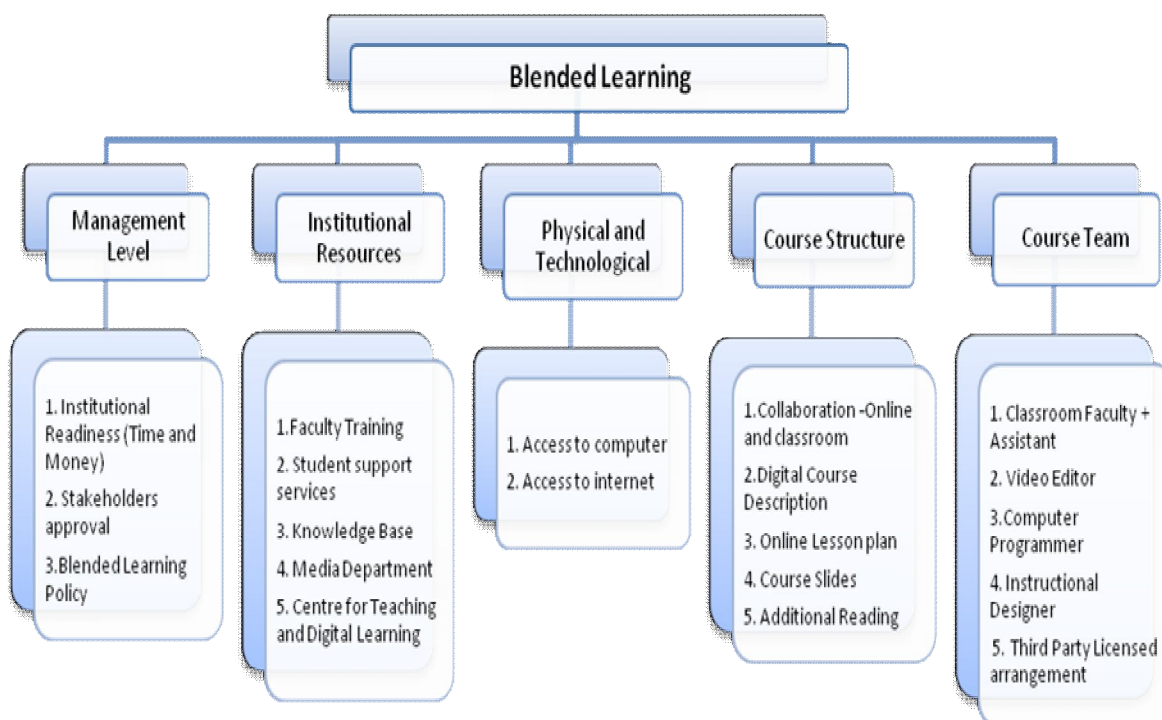 Blended Learning
Management
Level
Institutional
Resources
Physical and
Technological
Course Structure
Course Team
1. Institutional
Readiness (Time and
Money)
2. Stakeholders
approval
3.Blended Learning
Policy
1.Faculty Training
2. Student support
services
3. Knowledge Base
4. Media Department
5. Centre for Teaching
and Digital Learning
1. Access to computer
2. Access to internet
1.Collaboration -Online
and classroom
2.Digital Course
Description
3. Online Lesson plan
4. Course Slides
5. Additional Reading
1. Classroom Faculty +
Assistant
2. Video Editor
3.Computer
Programmer
4. Instructional
Designer
5. Third Party Licensed
arrangement